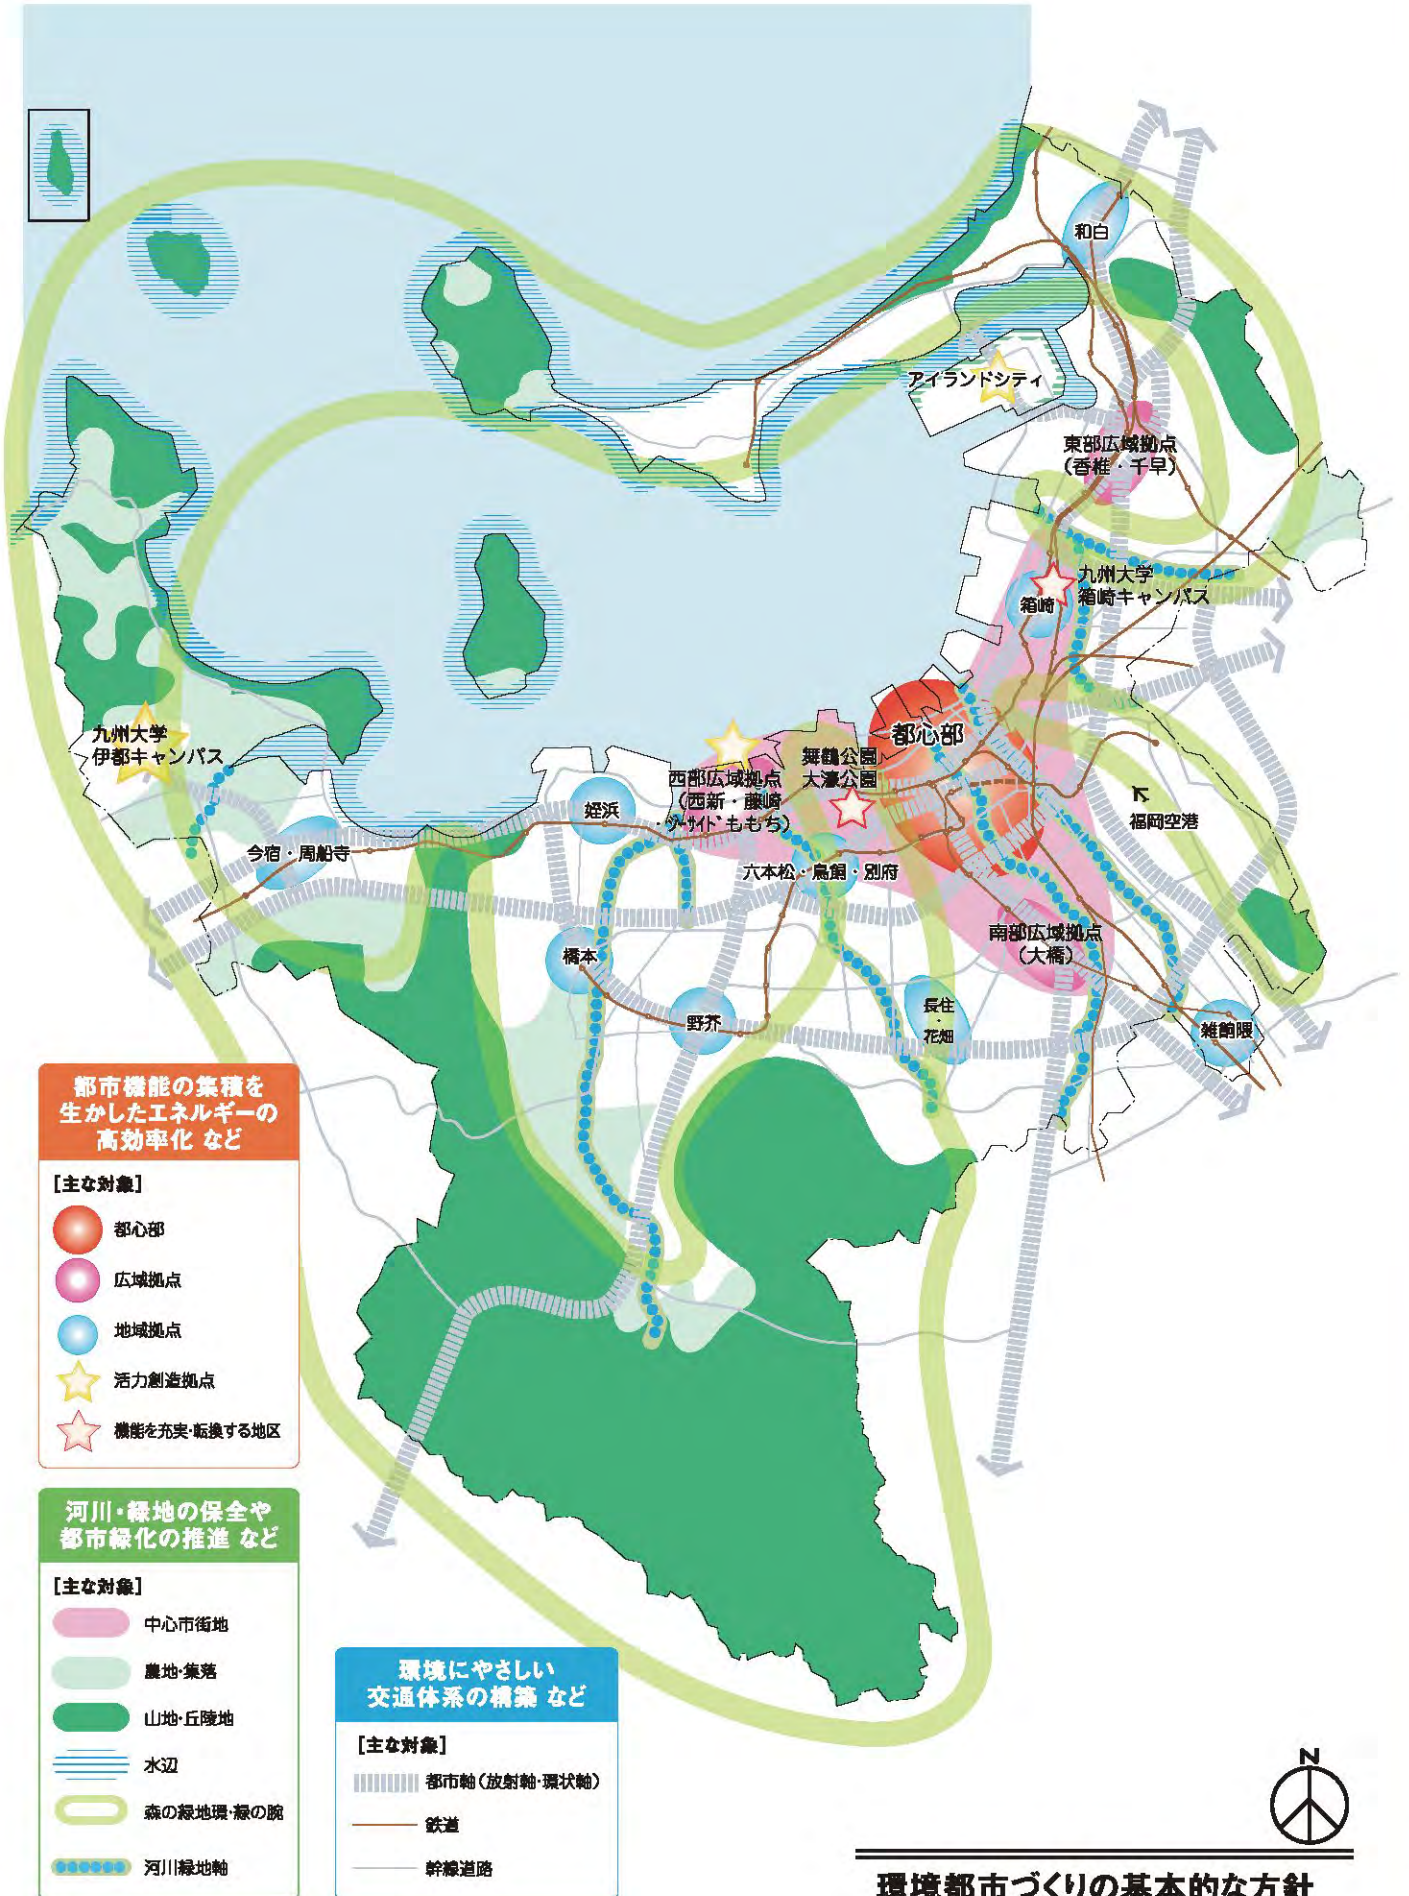 和白
アイランドシティ
東部広域拠点
（香椎・千早）
九州大学
箱崎キャンパス
箱崎
九州大学
伊都キャンパス
都心部
舞鶴公園
大濠公園
西部広域拠点
（西新・藤崎
・シーサイドももち）
姪浜
福岡空港
今宿・周船寺
六本松・鳥飼・別府
南部広域拠点
（大橋）
橋本
野芥
長住
・
花畑
雑餉隈
都市機能の集積を
生かしたエネルギーの
高効率化 など
［主な対象］
都心部
広域拠点
地域拠点
活力創造拠点
機能を充実・転換する地区
河川・緑地の保全や
都市緑化の推進 など
［主な対象］
中心市街地
農地・集落
山地・丘陵地
水辺
森の緑地環・緑の腕
河川緑地軸
環境にやさしい
交通体系の構築 など
［主な対象］
都市軸（放射軸・環状軸）
鉄道
幹線道路
N
環境都市づくりの基本的な方針